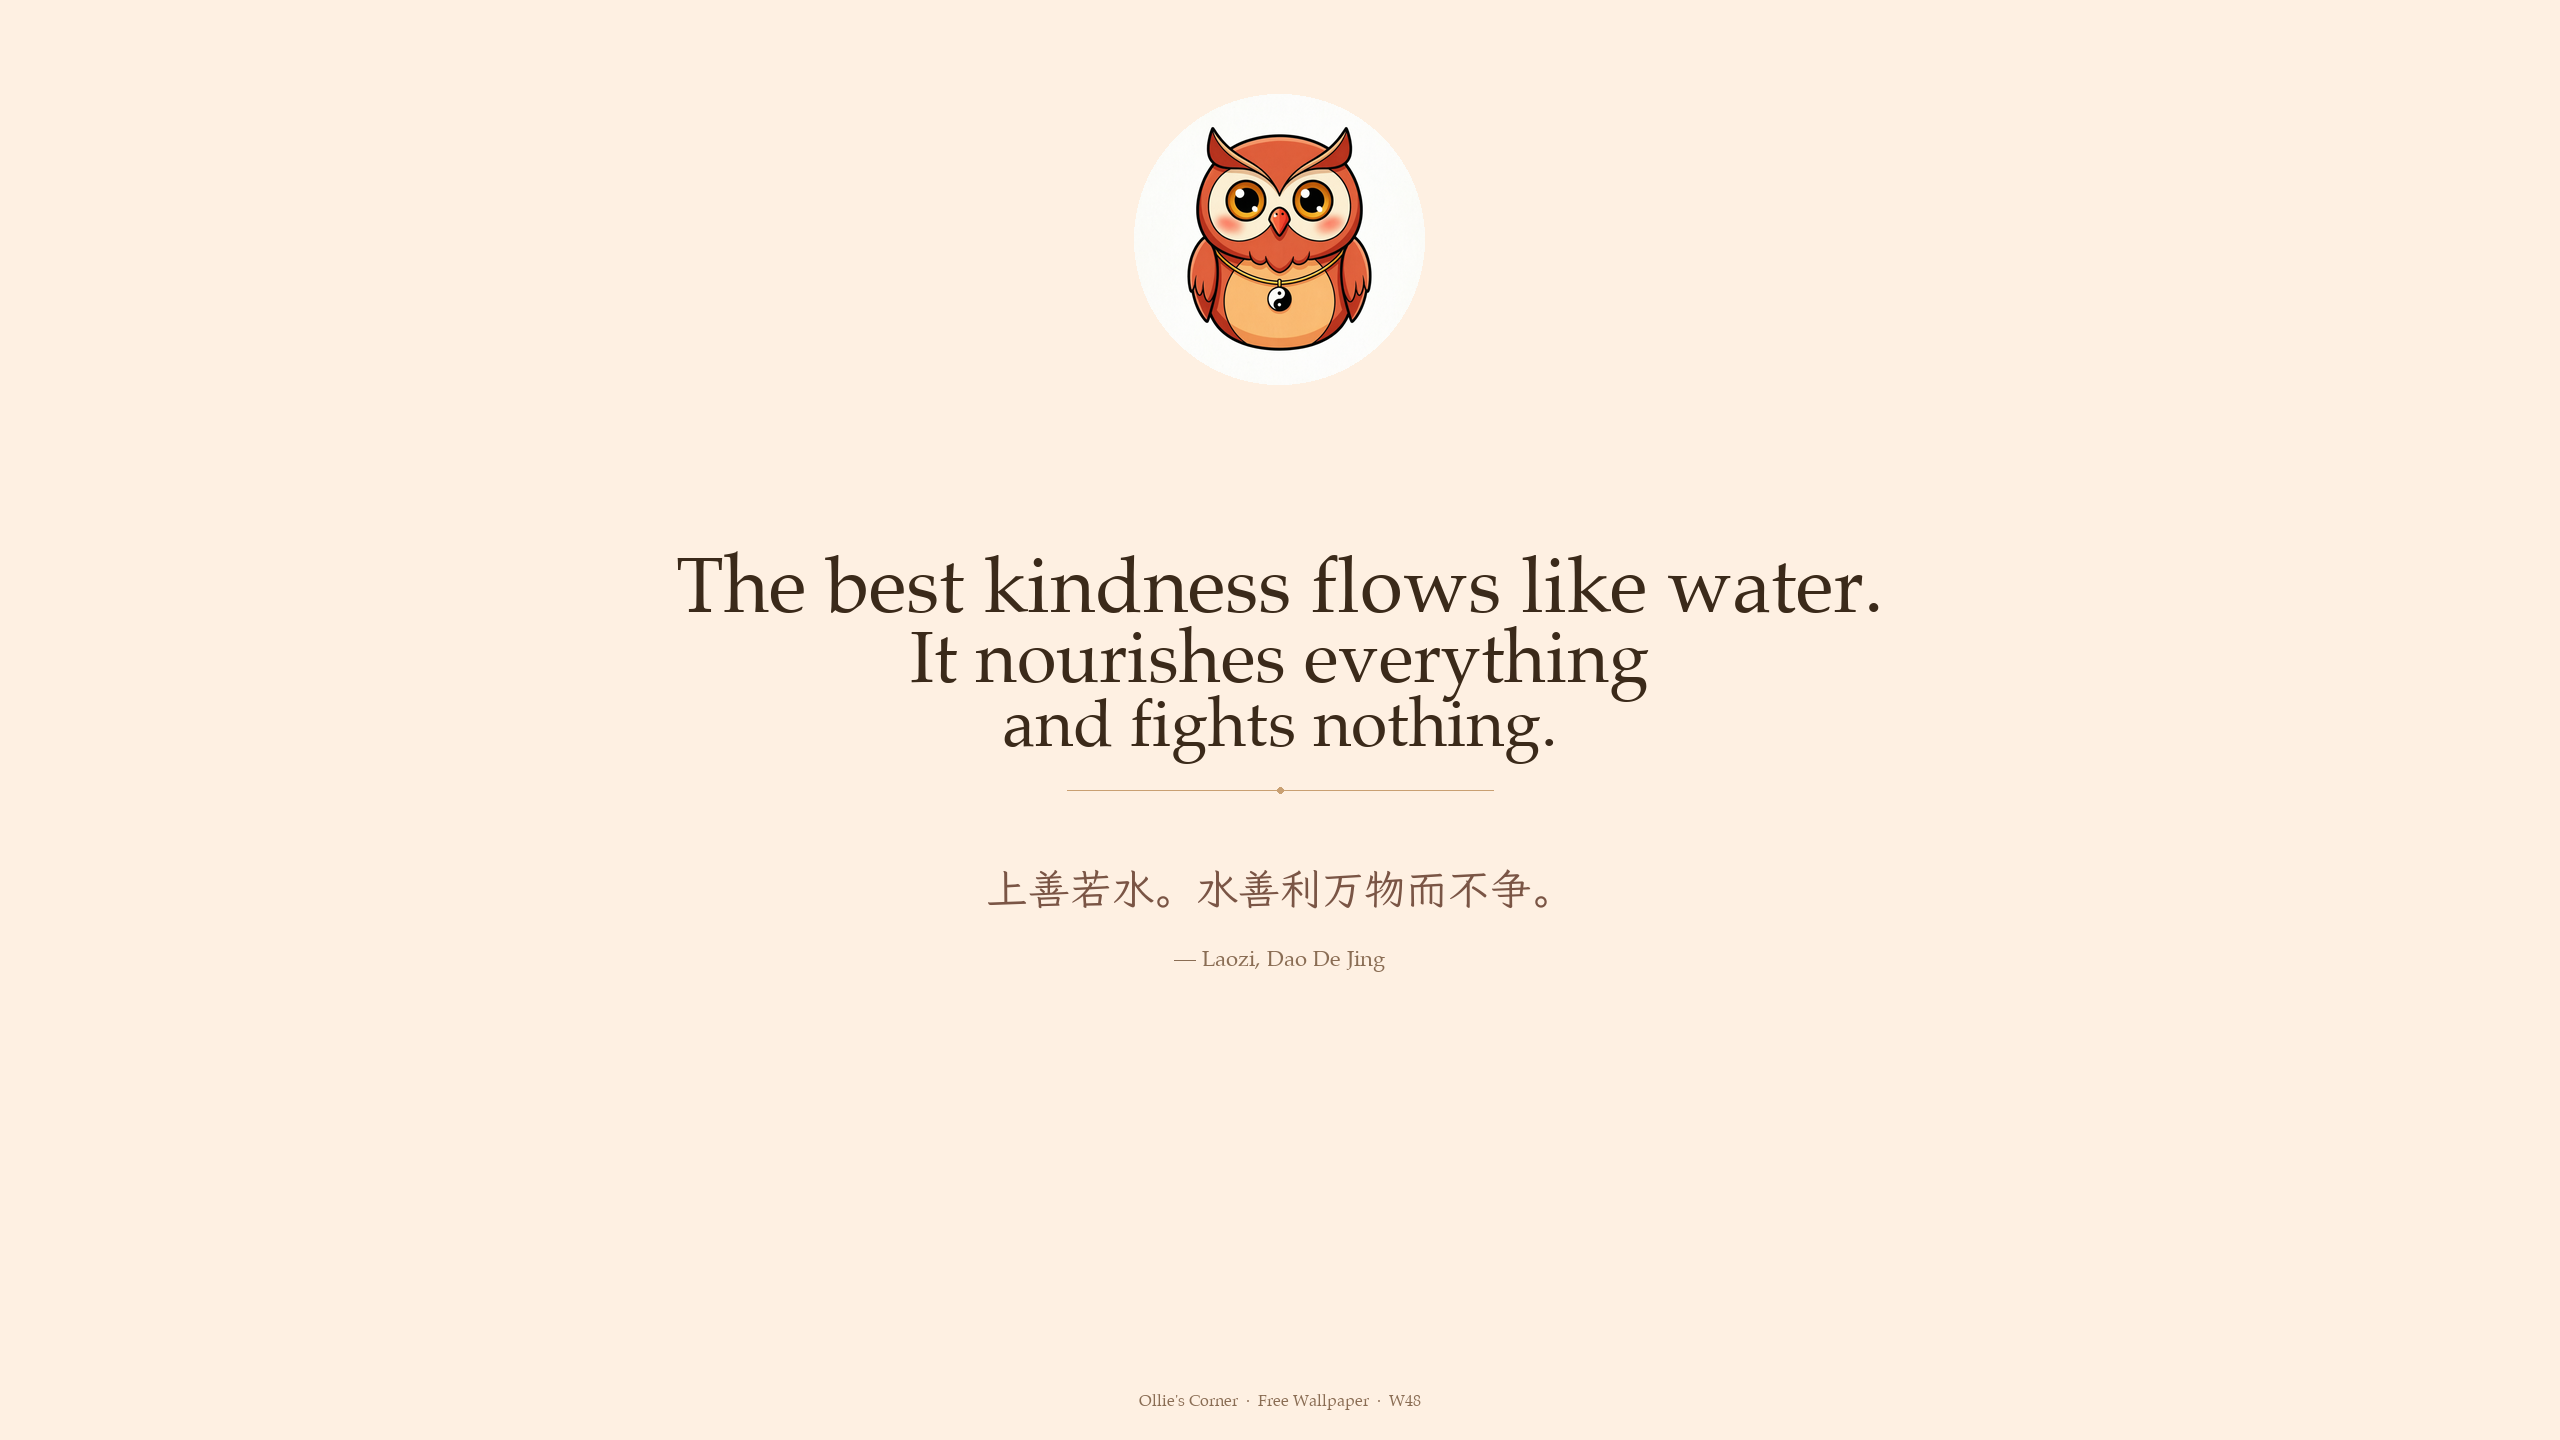 The best kindness flows like water.
It nourishes everything
and fights nothing.
上善若水。水善利万物而不争。
— Laozi, Dao De Jing
Ollie's Corner · Free Wallpaper · W48